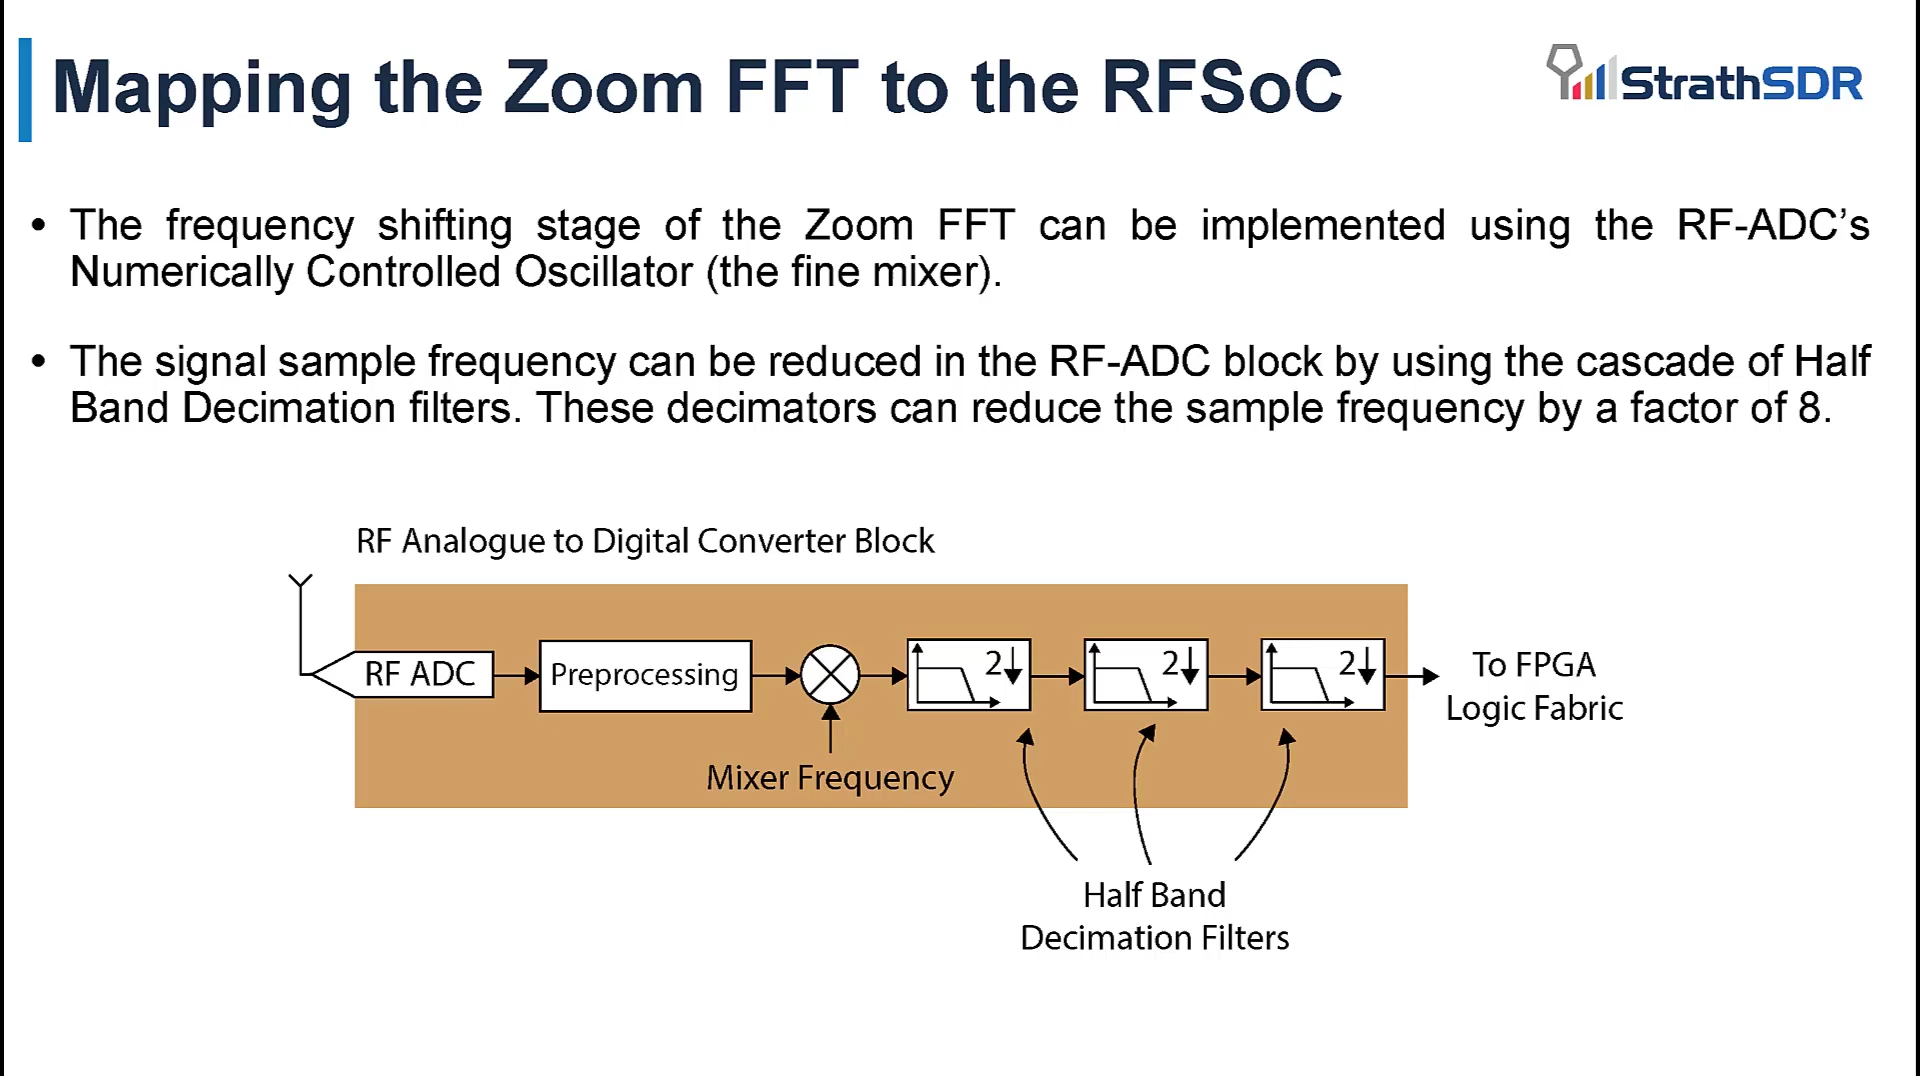 Mapping the Zoom FFT to the RFSoC
StrathSDR
• The frequency shifting stage of the Zoom FFT can be implemented using the RF-ADC’s
Numerically Controlled Oscillator (the fine mixer).
• The signal sample frequency can be reduced in the RF-ADC block by using the cascade of Half
Band Decimation filters. These decimators can reduce the sample frequency by a factor of 8.
RF Analogue to Digital Converter Block
RF ADC
Preprocessing
2↓
2↓
2↓
To FPGA
Logic Fabric
Mixer Frequency
Half Band
Decimation Filters